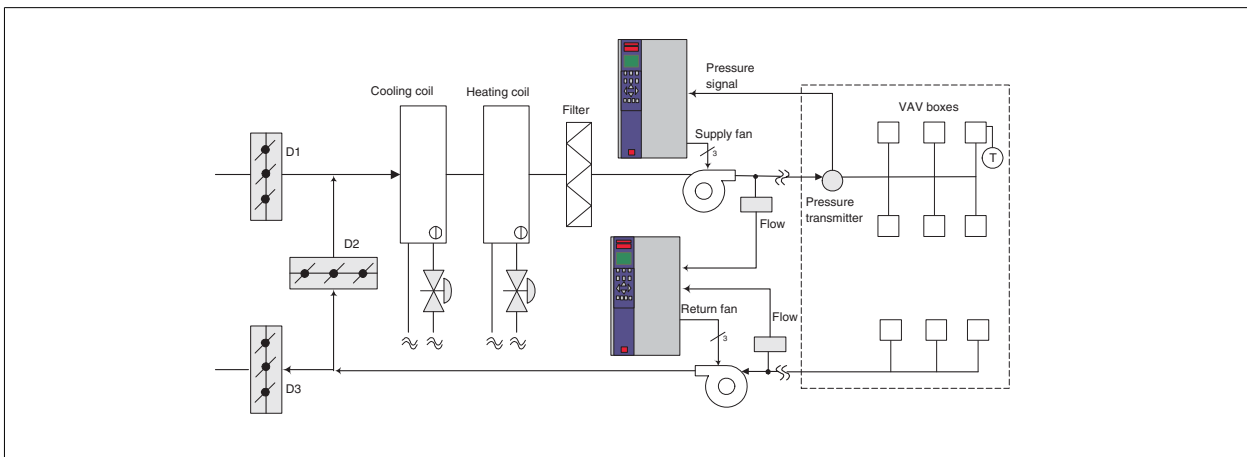 Cooling coil
Heating coil
Filter
Pressure
signal
VAV boxes
D1
Supply fan
3
T
Pressure
transmitter
Flow
D2
Return fan
3
Flow
D3